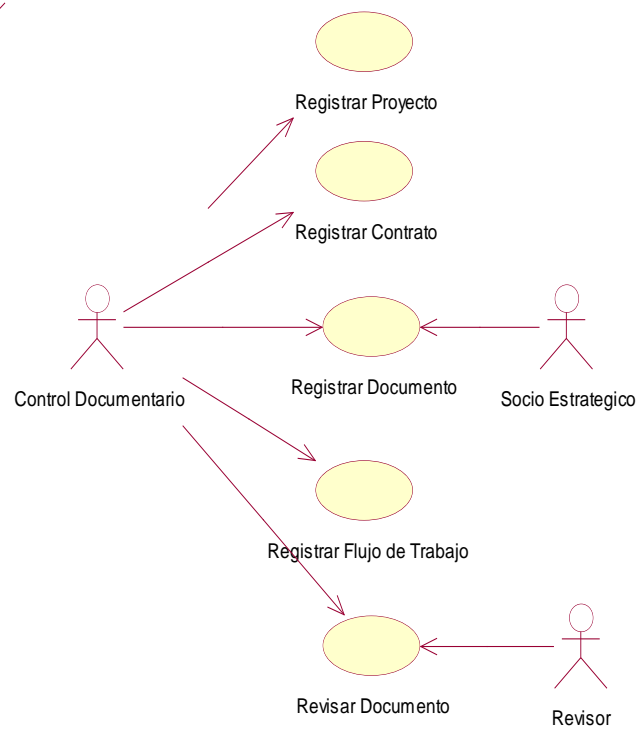 Registrar Proyecto
Registrar Contrato
Control Documentario
Registrar Documento
Socio Estrategico
Registrar Flujo de Trabajo
Revisar Documento
Revisor